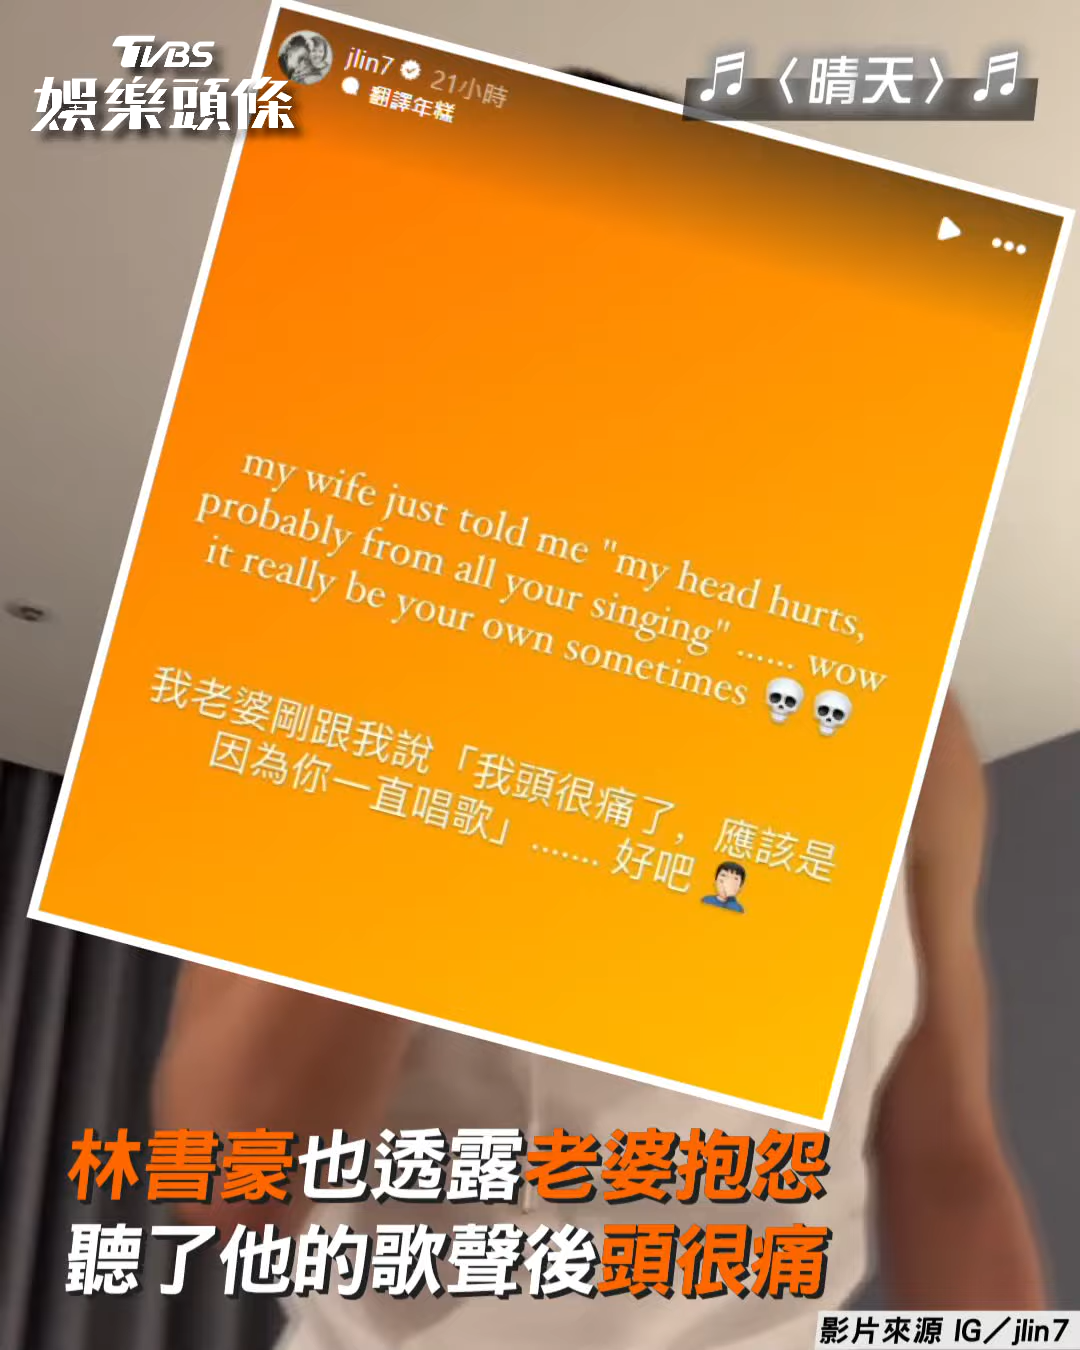 TVBS
娛樂頭條
♬〈晴天〉♬
jlin7 21小時
翻譯年糕
my wife just told me "my head hurts,
probably from all your singing" ...... wow
it really be your own sometimes 💀💀
我老婆剛跟我說「我頭很痛了，應該是
因為你一直唱歌」....... 好吧 🤦🏻‍♂️
林書豪也透露老婆抱怨
聽了他的歌聲後頭很痛
影片來源 IG／jlin7